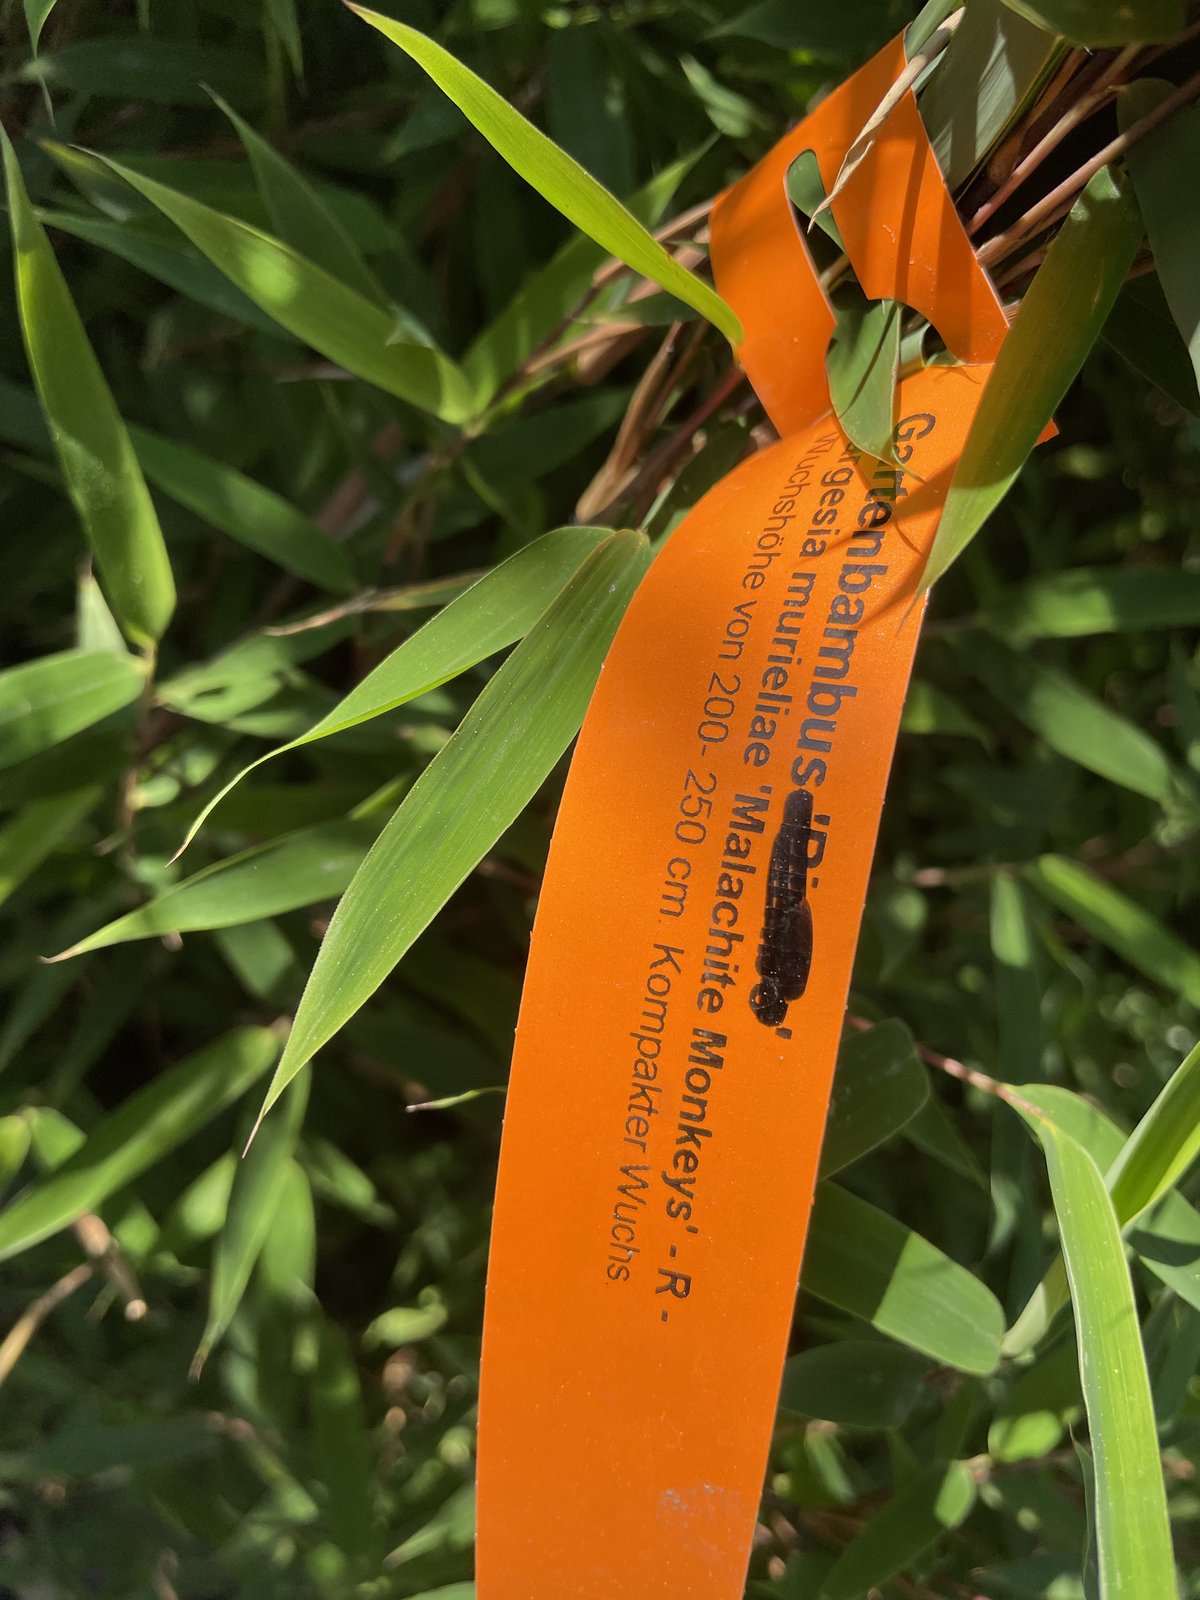 Gartenbambus
murieliae 'Malachite Monkeys' - R -
Wuchshöhe von 200- 250 cm. Kompakter Wuchs.